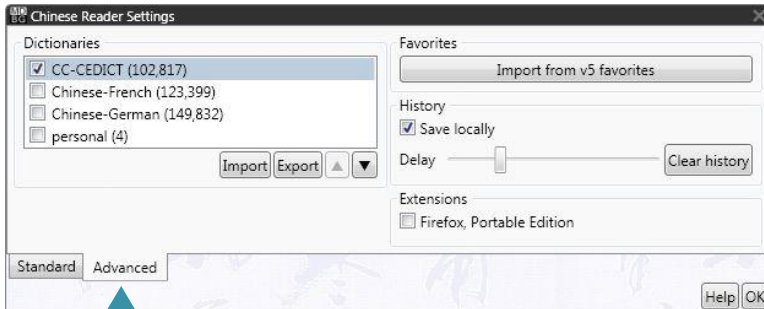 MDBG Chinese Reader Settings
Dictionaries
CC-CEDICT (102,817)
Chinese-French (123,399)
Chinese-German (149,832)
personal (4)
Import Export
Favorites
Import from v5 favorites
History
Save locally
Delay Clear history
Extensions
Firefox, Portable Edition
Standard Advanced
Help OK